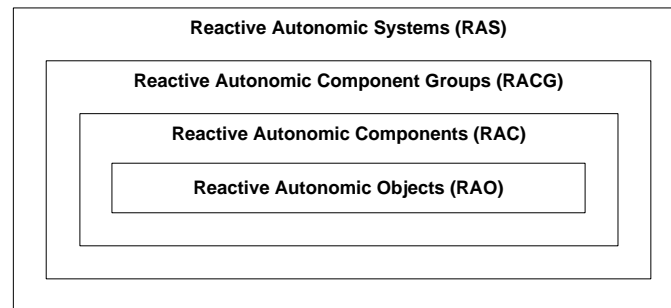 Reactive Autonomic Systems (RAS)
Reactive Autonomic Component Groups (RACG)
Reactive Autonomic Components (RAC)
Reactive Autonomic Objects (RAO)